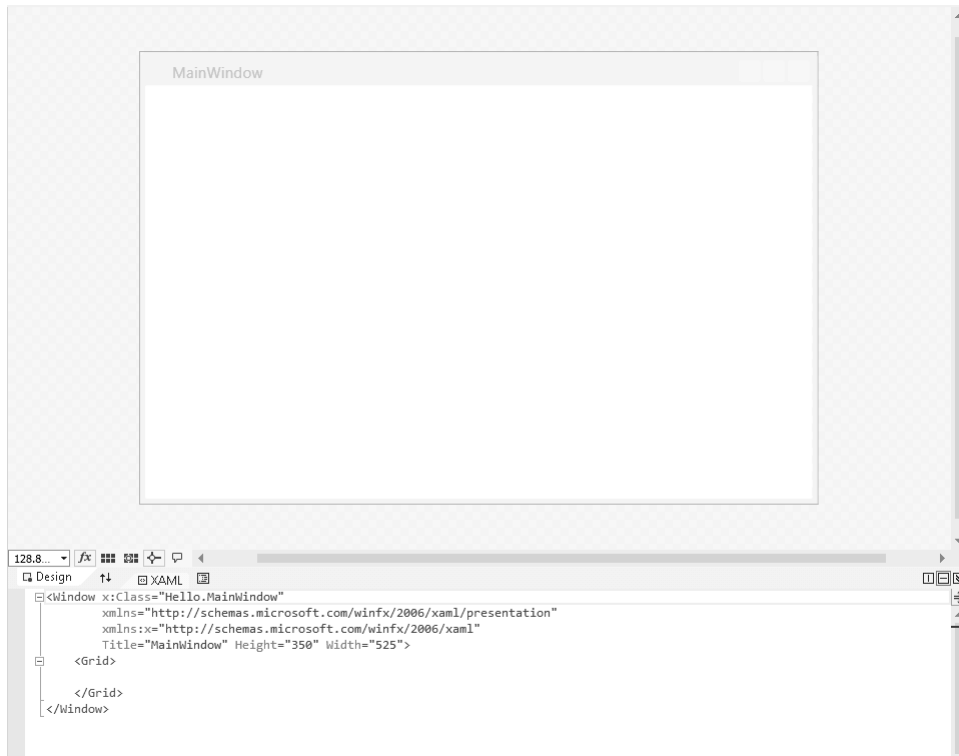 MainWindow
128.8...
fx
Design
XAML
<Window x:Class="Hello.MainWindow"
xmlns="http://schemas.microsoft.com/winfx/2006/xaml/presentation"
xmlns:x="http://schemas.microsoft.com/winfx/2006/xaml"
Title="MainWindow" Height="350" Width="525">
<Grid>
</Grid>
</Window>